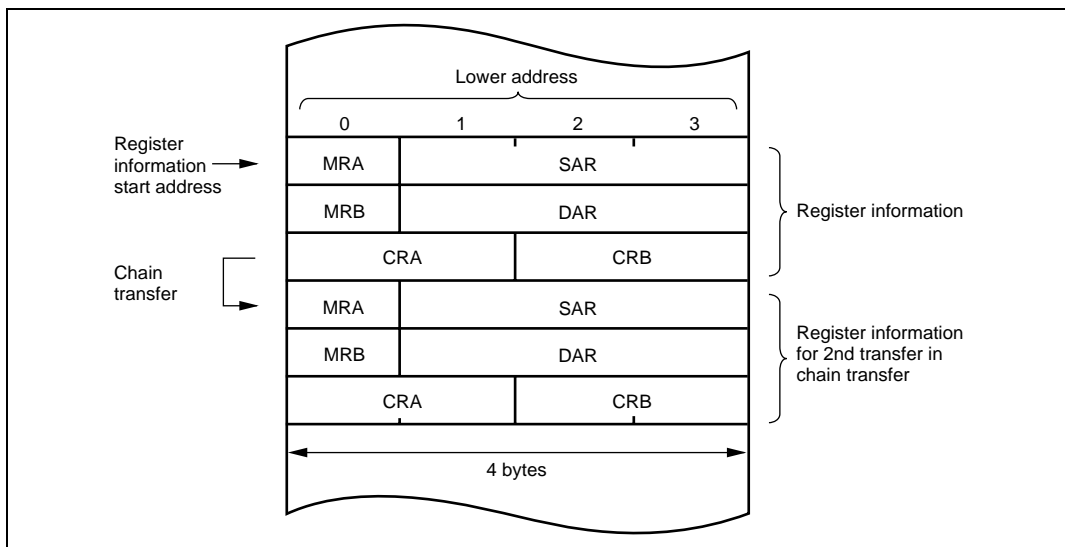 Lower address
0 1 2 3
Register
information
start address
MRA SAR
MRB DAR
CRA CRB
Register information
Chain
transfer
MRA SAR
MRB DAR
CRA CRB
Register information
for 2nd transfer in
chain transfer
4 bytes